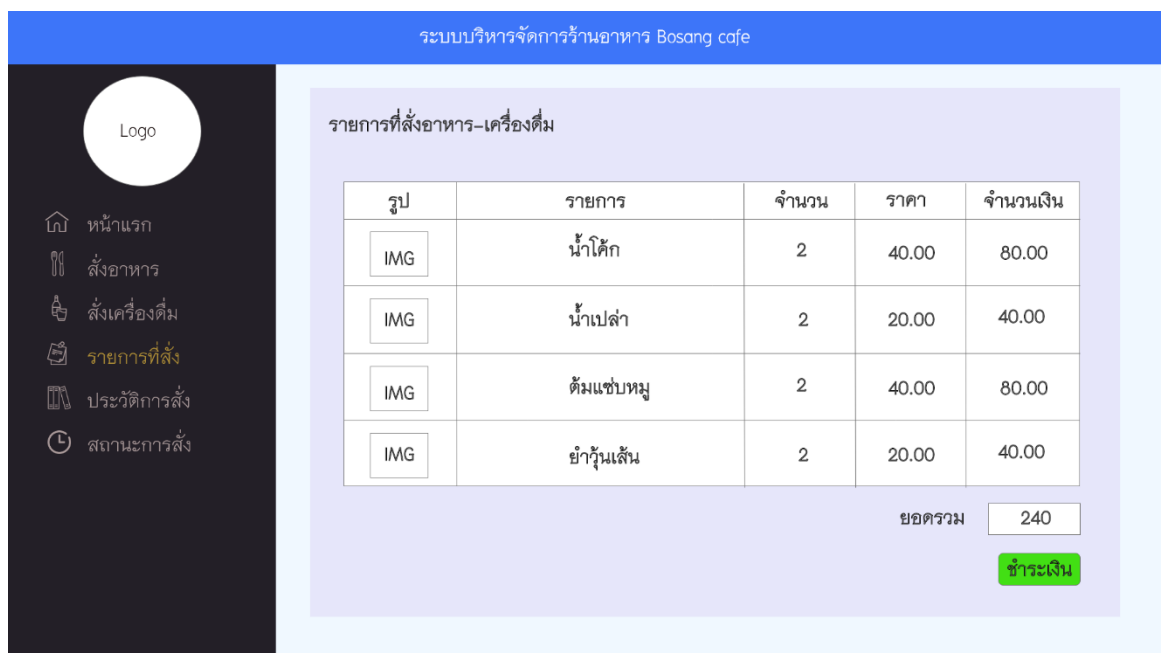 ระบบบริหารจัดการร้านอาหาร Bosang cafe
Logo
หน้าแรก
สั่งอาหาร
สั่งเครื่องดื่ม
รายการที่สั่ง
ประวัติการสั่ง
สถานะการสั่ง
รายการที่สั่งอาหาร-เครื่องดื่ม
รูป รายการ จำนวน ราคา จำนวนเงิน
IMG น้ำโค้ก 2 40.00 80.00
IMG น้ำเปล่า 2 20.00 40.00
IMG ต้มแซ่บหมู 2 40.00 80.00
IMG ยำวุ้นเส้น 2 20.00 40.00
ยอดรวม 240
ชำระเงิน